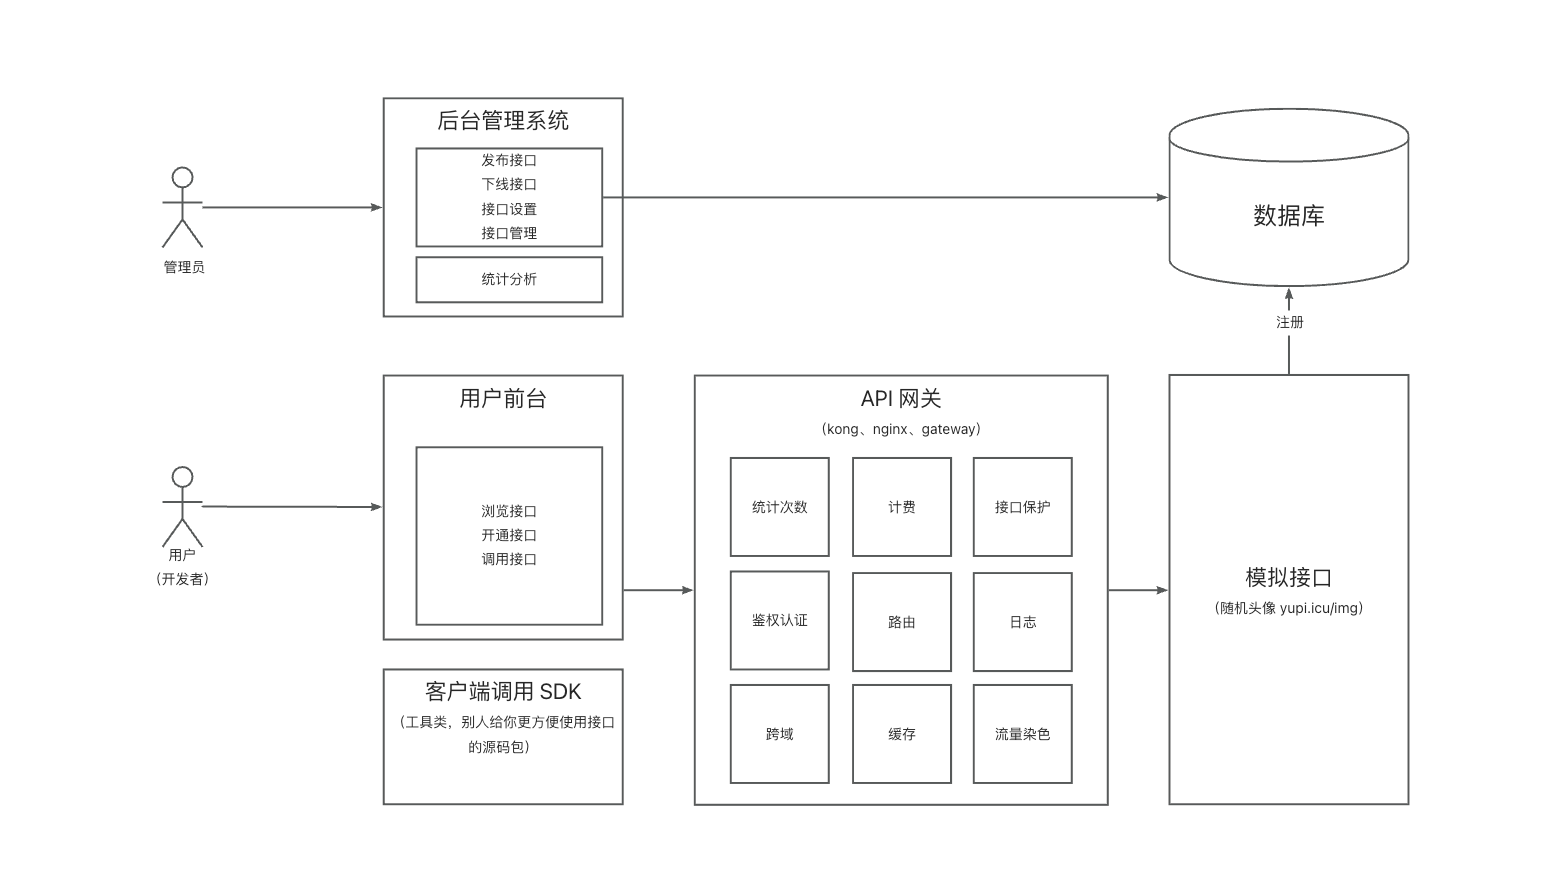 后台管理系统
发布接口
下线接口
接口设置
接口管理
统计分析
管理员
数据库
注册
用户前台
浏览接口
开通接口
调用接口
用户
（开发者）
客户端调用 SDK
（工具类，别人给你更方便使用接口
的源码包）
API 网关
（kong、nginx、gateway）
统计次数
计费
接口保护
鉴权认证
路由
日志
跨域
缓存
流量染色
模拟接口
（随机头像 yupi.icu/img）